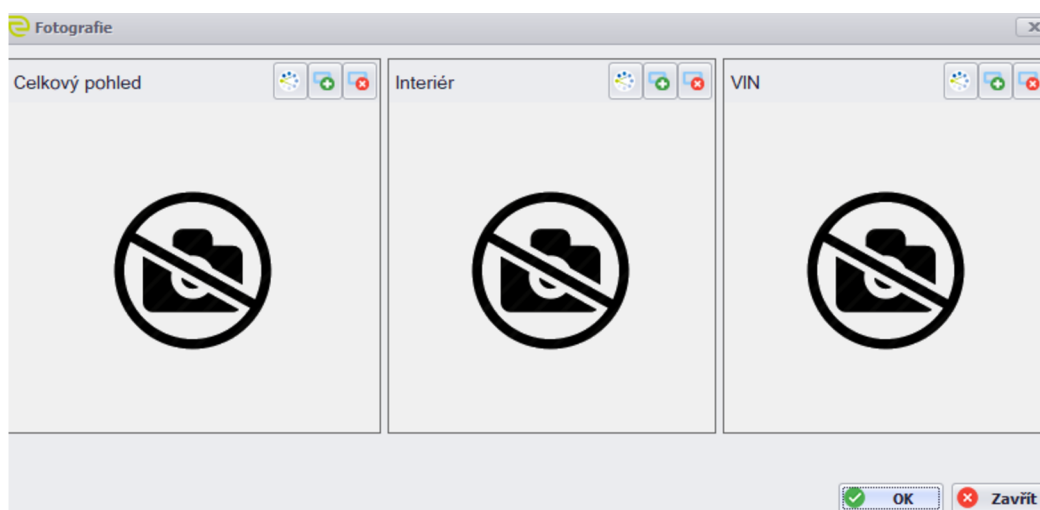 Fotografie
Celkový pohled
Interiér
VIN
OK
Zavřít